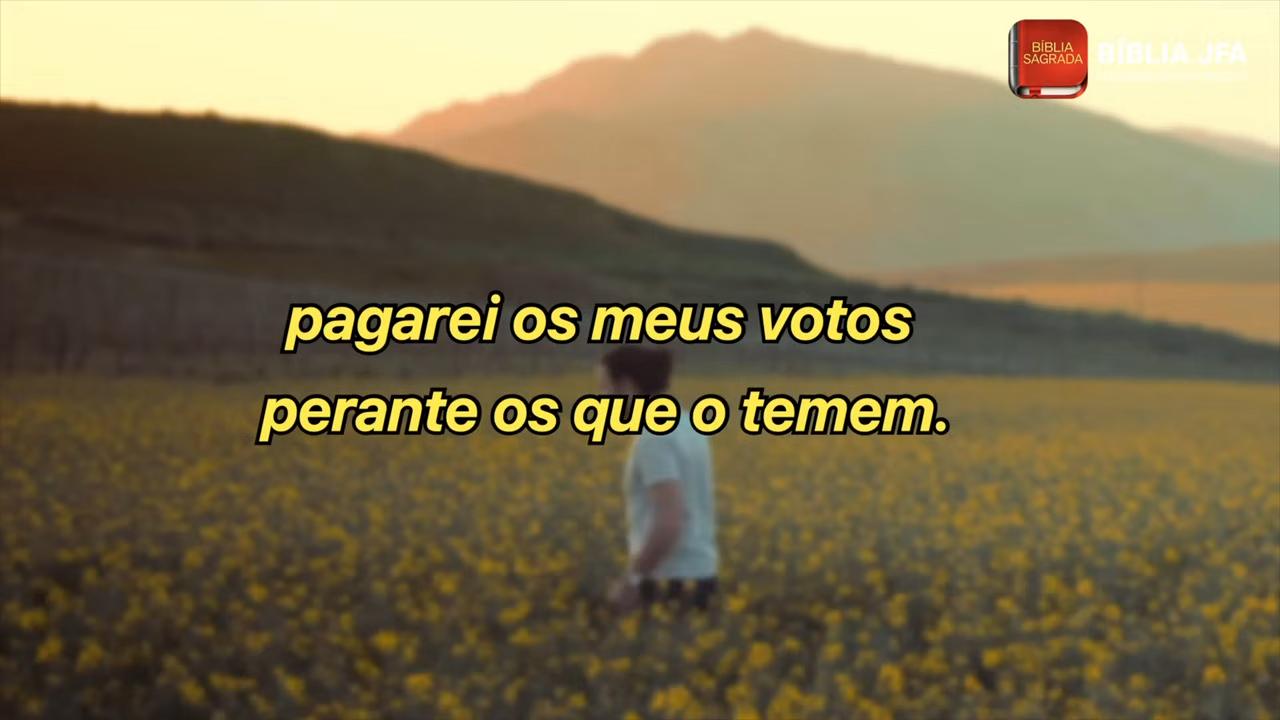 BÍBLIA
SAGRADA
BÍBLIA JFA
pagarei os meus votos
perante os que o temem.